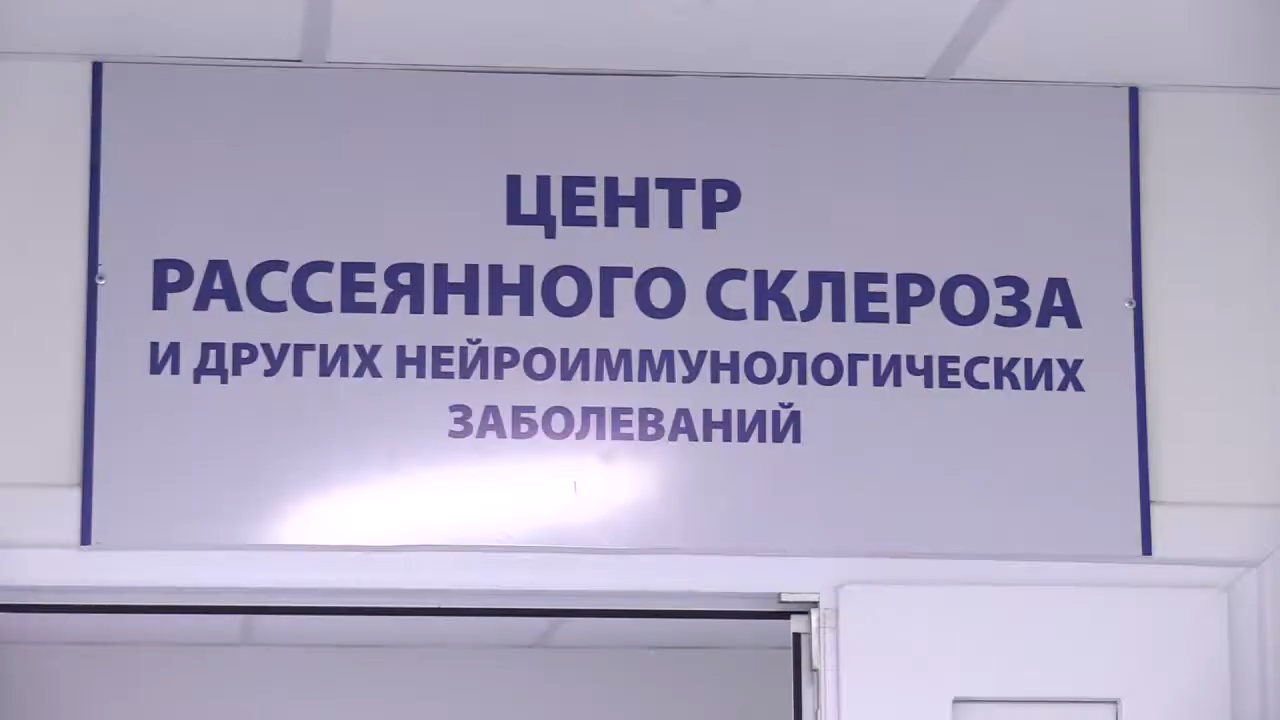 ЦЕНТР
РАССЕЯННОГО СКЛЕРОЗА
И ДРУГИХ НЕЙРОИММУНОЛОГИЧЕСКИХ
ЗАБОЛЕВАНИЙ